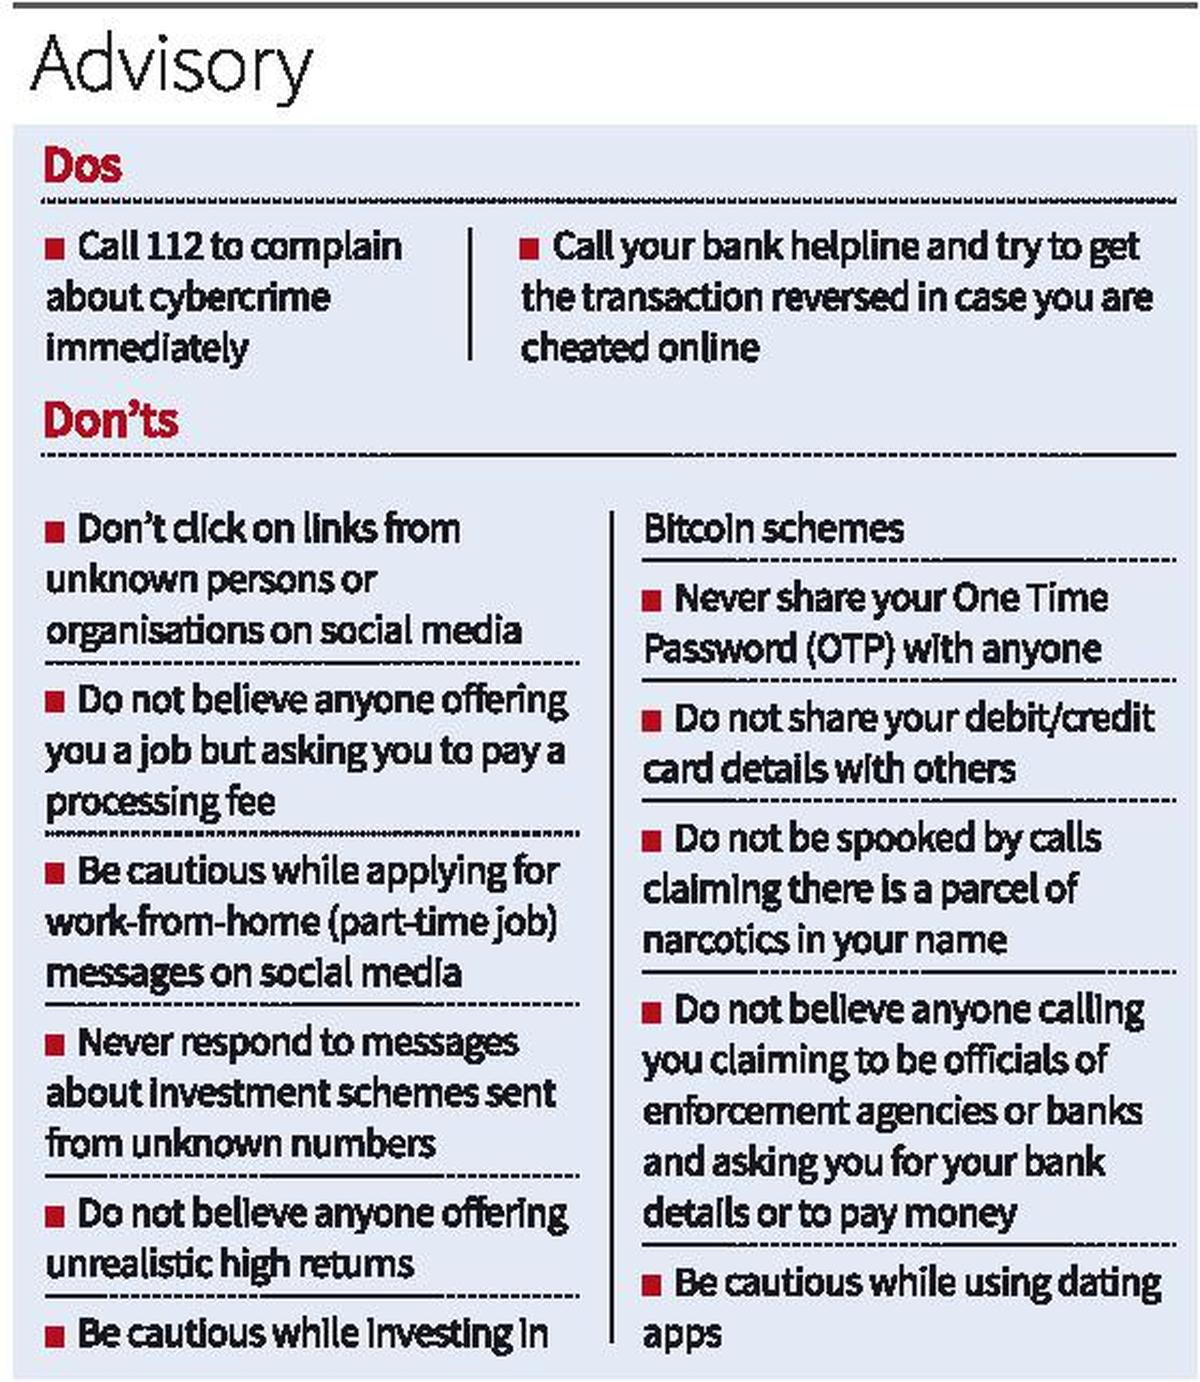 Advisory
Dos
■ Call 112 to complain
about cybercrime
immediately
■ Call your bank helpline and try to get
the transaction reversed in case you are
cheated online
Don’ts
■ Don’t click on links from
unknown persons or
organisations on social media
■ Do not believe anyone offering
you a job but asking you to pay a
processing fee
■ Be cautious while applying for
work-from-home (part-time job)
messages on social media
■ Never respond to messages
about investment schemes sent
from unknown numbers
■ Do not believe anyone offering
unrealistic high returns
■ Be cautious while investing in
Bitcoin schemes
■ Never share your One Time
Password (OTP) with anyone
■ Do not share your debit/credit
card details with others
■ Do not be spooked by calls
claiming there is a parcel of
narcotics in your name
■ Do not believe anyone calling
you claiming to be officials of
enforcement agencies or banks
and asking you for your bank
details or to pay money
■ Be cautious while using dating
apps